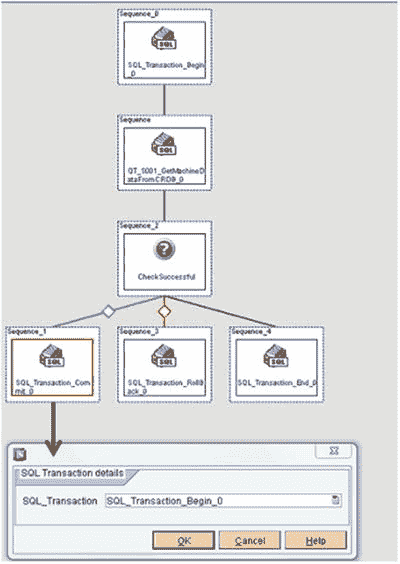 Sequence_0
SQL
SQL_Transaction_Begin
_0
Sequence
SQL
QT_S001_GetMachineD
ataFromCRDB_0
Sequence_2
?
CheckSuccessful
Sequence_1
Sequence_3
Sequence_4
SQL
SQL
SQL
SQL_Transaction_Com
mit_0
SQL_Transaction_RollB
ack_0
SQL_Transaction_End_0
SQL Transaction details
SQL_Transaction
SQL_Transaction_Begin_0
OK
Cancel
Help